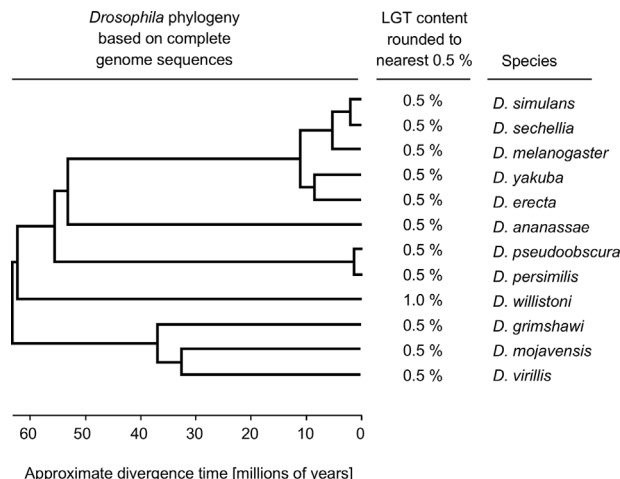 Drosophila phylogeny
based on complete
genome sequences
LGT content
rounded to
nearest 0.5 %
Species
0.5 % D. simulans
0.5 % D. sechellia
0.5 % D. melanogaster
0.5 % D. yakuba
0.5 % D. erecta
0.5 % D. ananassae
0.5 % D. pseudoobscura
0.5 % D. persimilis
1.0 % D. willistoni
0.5 % D. grimshawi
0.5 % D. mojavensis
0.5 % D. virillis
60 50 40 30 20 10 0
Approximate divergence time [millions of years]